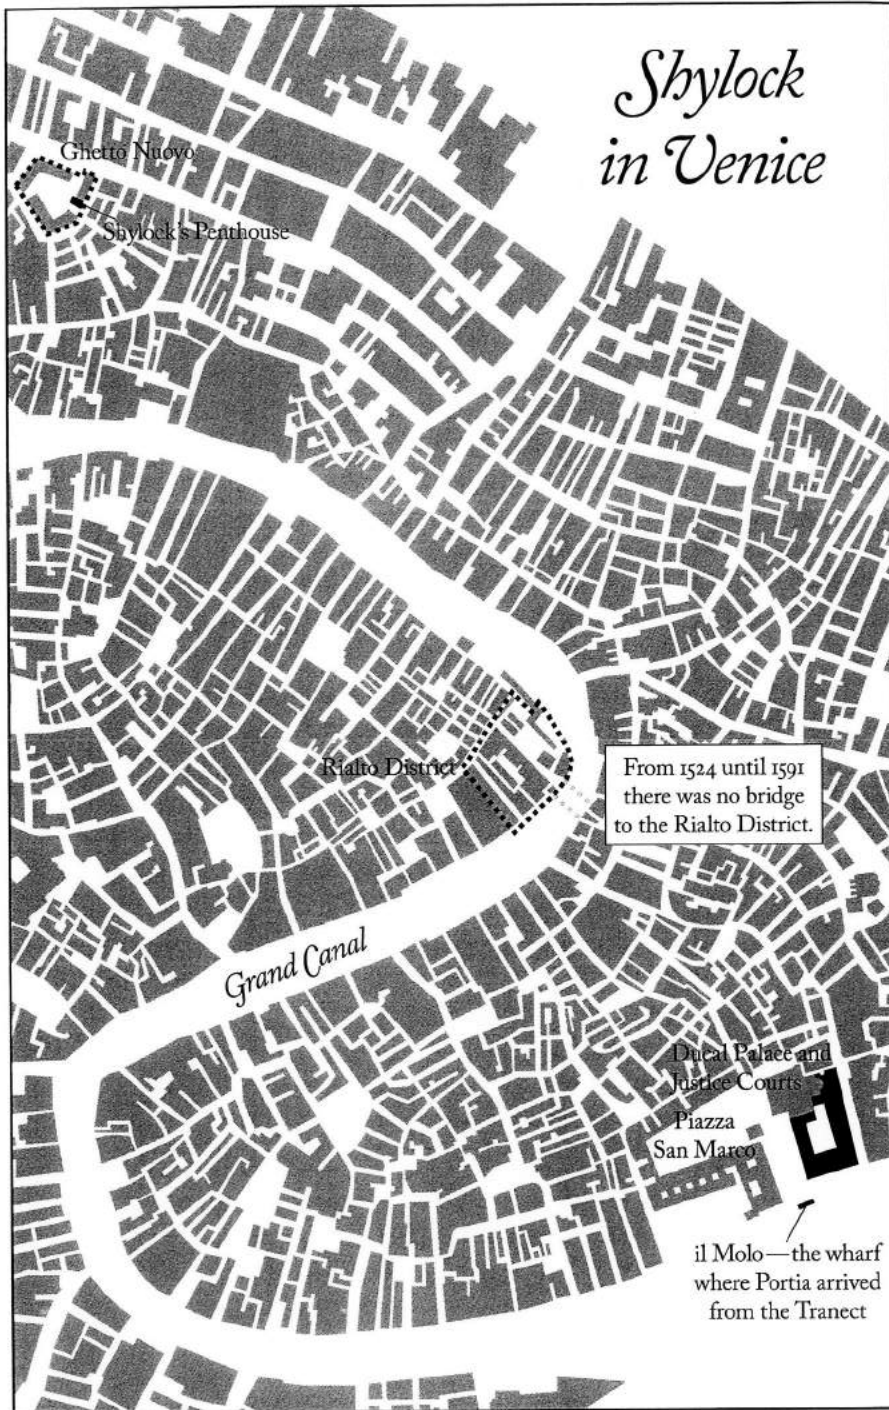 Shylock
in Venice
Ghetto Nuovo
Shylock's Penthouse
Rialto District
From 1524 until 1591
there was no bridge
to the Rialto District.
Grand Canal
Ducal Palace and
Justice Courts
Piazza
San Marco
il Molo—the wharf
where Portia arrived
from the Tranect